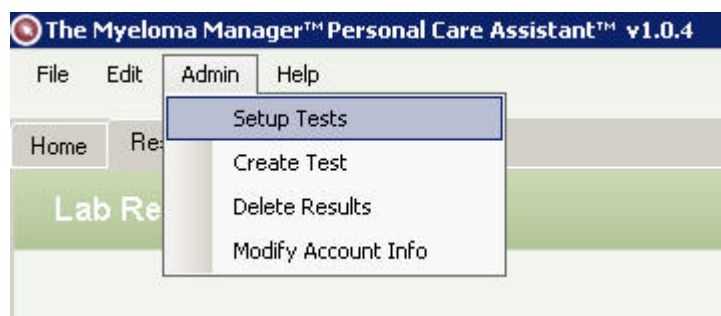 The Myeloma Manager™ Personal Care Assistant™ v1.0.4
File Edit Admin Help
Setup Tests
Home
Create Test
Lab Re
Delete Results
Modify Account Info